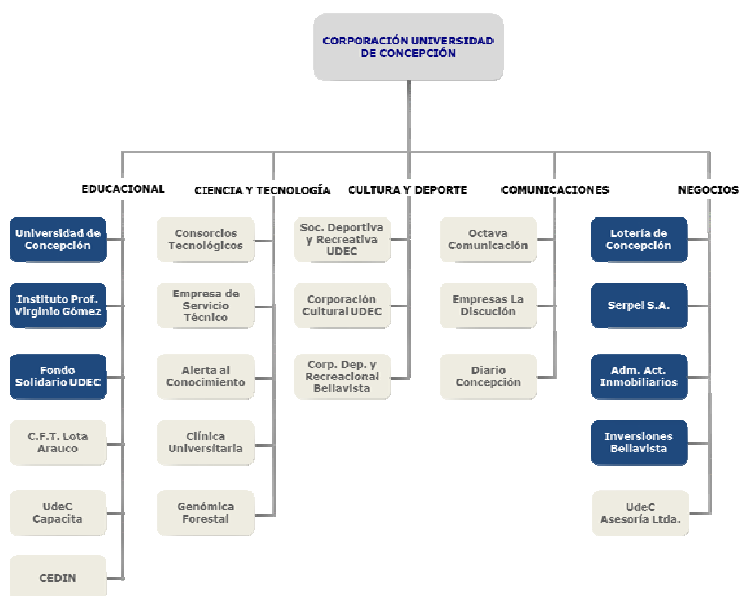 CORPORACIÓN UNIVERSIDAD
DE CONCEPCIÓN
EDUCACIONAL
CIENCIA Y TECNOLOGÍA
CULTURA Y DEPORTE
COMUNICACIONES
NEGOCIOS
Universidad de
Concepción
Instituto Prof.
Virginio Gómez
Fondo
Solidario UDEC
C.F.T. Lota
Arauco
UdeC
Capacita
CEDIN
Consorcios
Tecnológicos
Empresa de
Servicio
Técnico
Alerta al
Conocimiento
Clínica
Universitaria
Genómica
Forestal
Soc. Deportiva
y Recreativa
UDEC
Corporación
Cultural UDEC
Corp. Dep. y
Recreacional
Bellavista
Octava
Comunicación
Empresas La
Discución
Diario
Concepción
Lotería de
Concepción
Serpel S.A.
Adm. Act.
Inmobiliarios
Inversiones
Bellavista
UdeC
Asesoría Ltda.